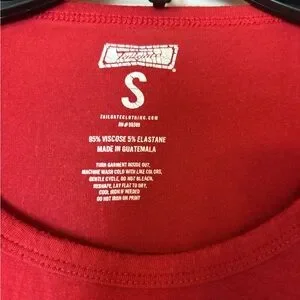 Tailgate
S
TAILGATECLOTHING.COM
95% VISCOSE 5% ELASTANE
MADE IN GUATEMALA
TURN GARMENT INSIDE OUT,
MACHINE WASH COLD WITH LIKE COLORS,
GENTLE CYCLE, DO NOT BLEACH,
RESHAPE, LAY FLAT TO DRY,
COOL IRON IF NEEDED
DO NOT IRON ON PRINT